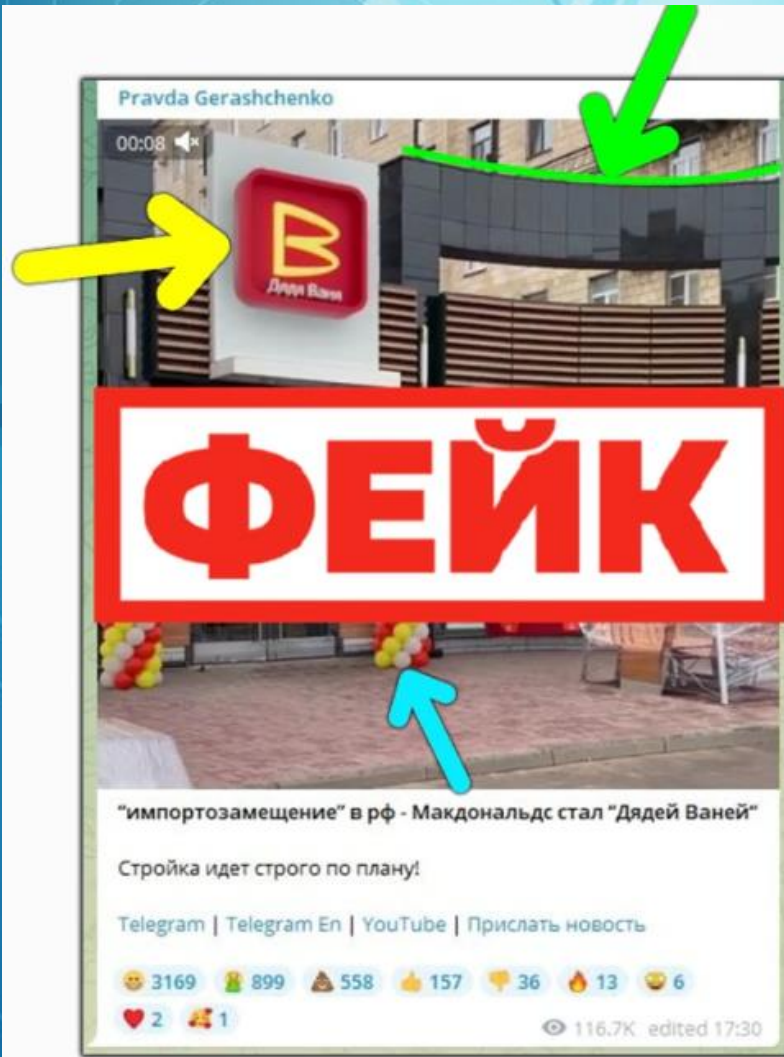 Pravda Gerashchenko
00:08
B
Дядя Ваня
ФЕЙК
“импортозамещение” в рф - Макдональдс стал “Дядей Ваней”
Стройка идет строго по плану!
Telegram | Telegram En | YouTube | Прислать новость
3169 899 558 157 36 13 6
2 1
116.7K edited 17:30